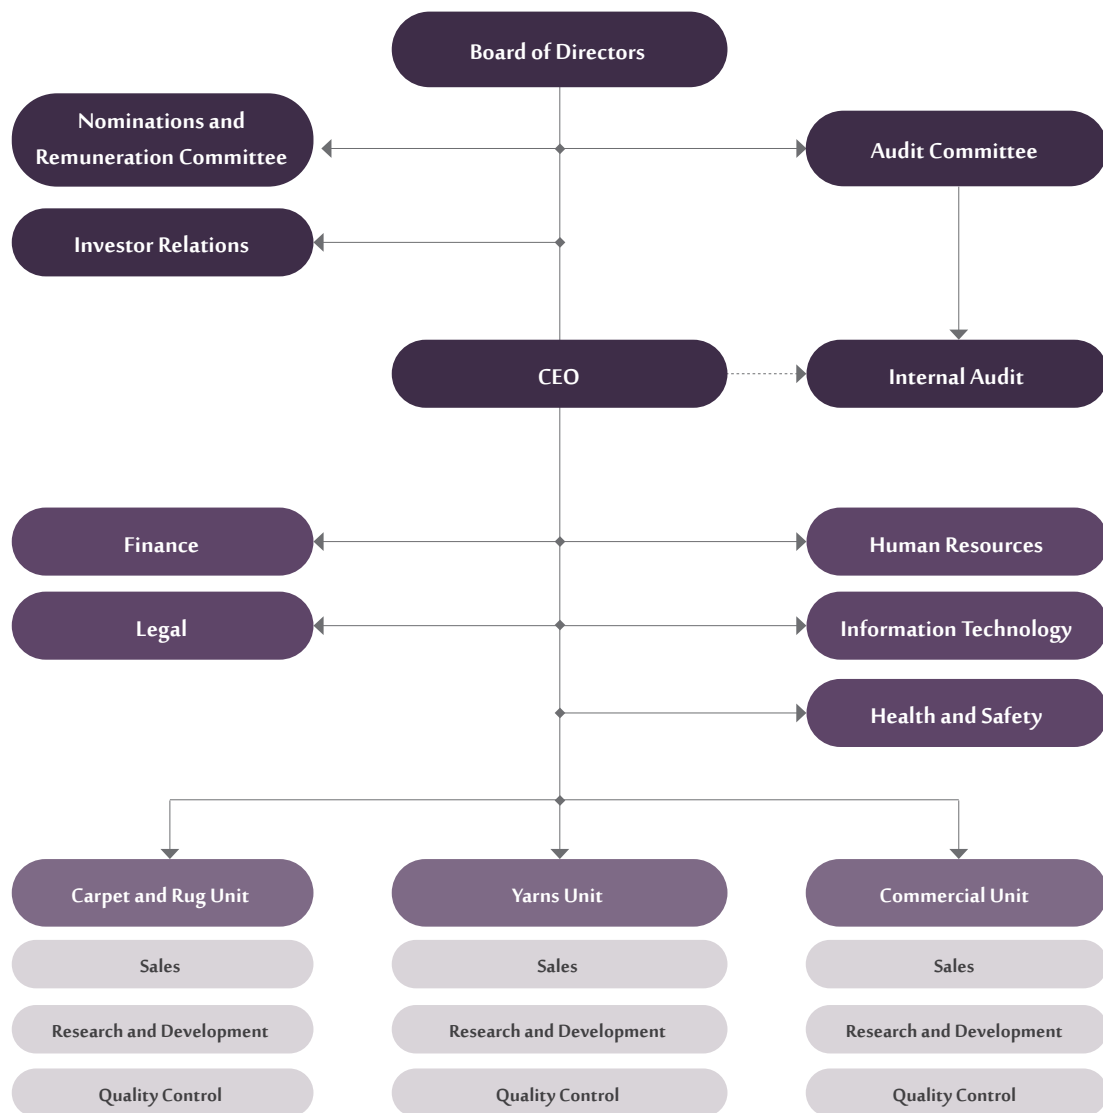 Board of Directors
Nominations and
Remuneration Committee
Audit Committee
Investor Relations
CEO
Internal Audit
Finance
Human Resources
Legal
Information Technology
Health and Safety
Carpet and Rug Unit
Yarns Unit
Commercial Unit
Sales
Sales
Sales
Research and Development
Research and Development
Research and Development
Quality Control
Quality Control
Quality Control